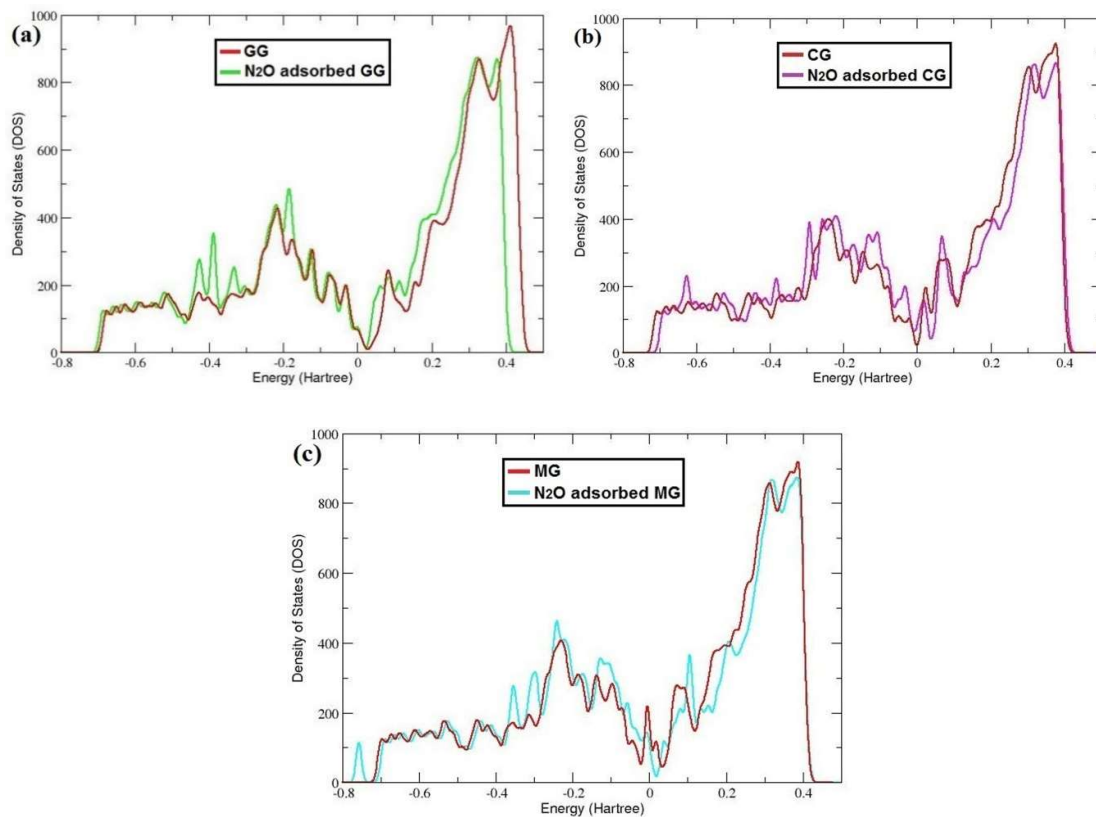 (a)
GG
N2O adsorbed GG
Density of States (DOS)
1000
800
600
400
200
0
-0.8
-0.6
-0.4
-0.2
0
0.2
0.4
Energy (Hartree)
(b)
CG
N2O adsorbed CG
Density of States (DOS)
1000
800
600
400
200
0
-0.8
-0.6
-0.4
-0.2
0
0.2
0.4
Energy (Hartree)
(c)
MG
N2O adsorbed MG
Density of States (DOS)
1000
800
600
400
200
0
-0.8
-0.6
-0.4
-0.2
0
0.2
0.4
Energy (Hartree)